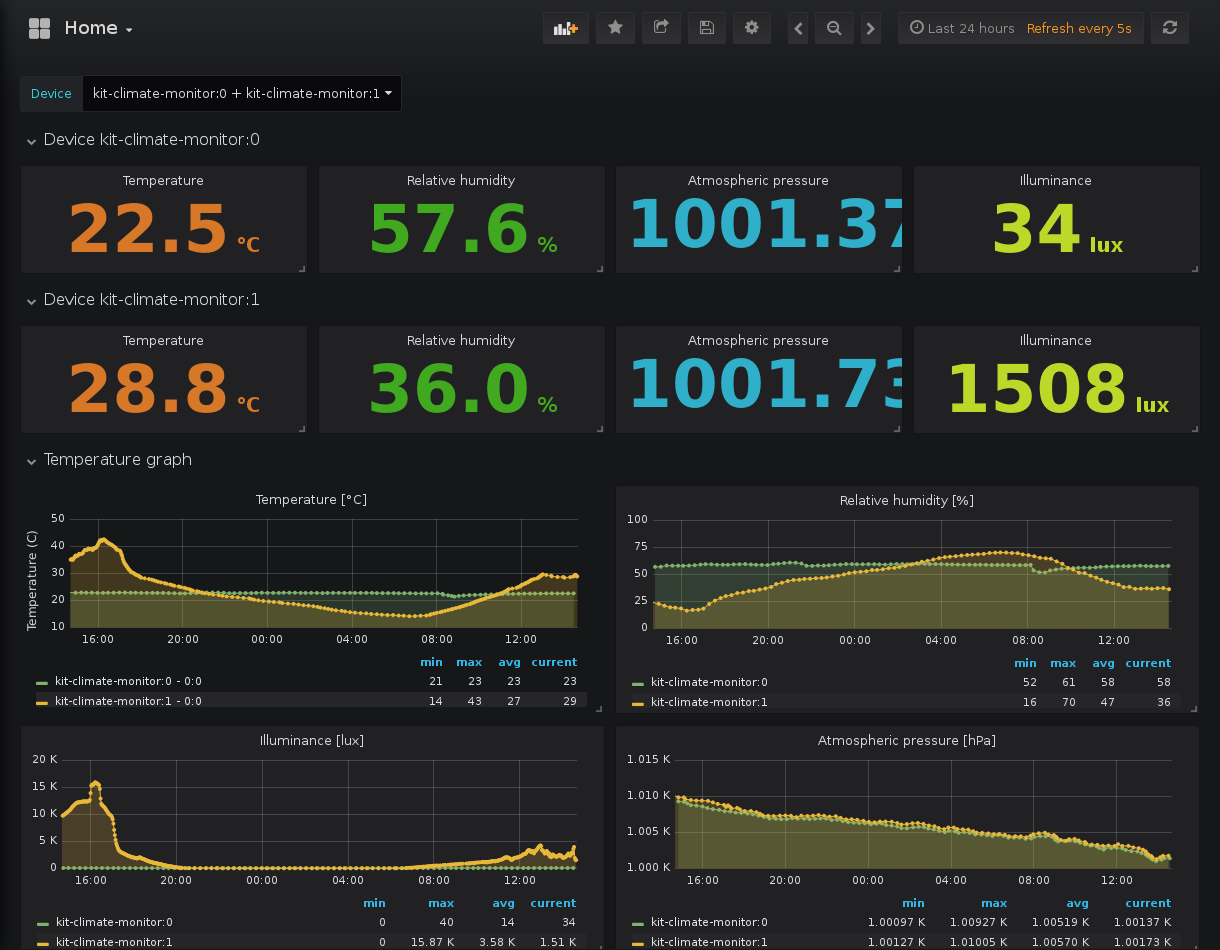 Home
Last 24 hours Refresh every 5s
Device kit-climate-monitor:0 + kit-climate-monitor:1
Device kit-climate-monitor:0
Temperature Relative humidity Atmospheric pressure Illuminance
22.5 °C 57.6 % 1001.37 34 lux
Device kit-climate-monitor:1
Temperature Relative humidity Atmospheric pressure Illuminance
28.8 °C 36.0 % 1001.73 1508 lux
Temperature graph
Temperature [°C]
Temperature (C)
50
40
30
20
10
16:00 20:00 00:00 04:00 08:00 12:00
min max avg current
kit-climate-monitor:0 - 0:0 21 23 23 23
kit-climate-monitor:1 - 0:0 14 43 27 29
Relative humidity [%]
100
75
50
25
0
16:00 20:00 00:00 04:00 08:00 12:00
min max avg current
kit-climate-monitor:0 52 61 58 58
kit-climate-monitor:1 16 70 47 36
Illuminance [lux]
20 K
15 K
10 K
5 K
0
16:00 20:00 00:00 04:00 08:00 12:00
min max avg current
kit-climate-monitor:0 0 40 14 34
kit-climate-monitor:1 0 15.87 K 3.58 K 1.51 K
Atmospheric pressure [hPa]
1.015 K
1.010 K
1.005 K
1.000 K
16:00 20:00 00:00 04:00 08:00 12:00
min max avg current
kit-climate-monitor:0 1.00097 K 1.00927 K 1.00519 K 1.00137 K
kit-climate-monitor:1 1.00127 K 1.01005 K 1.00570 K 1.00173 K